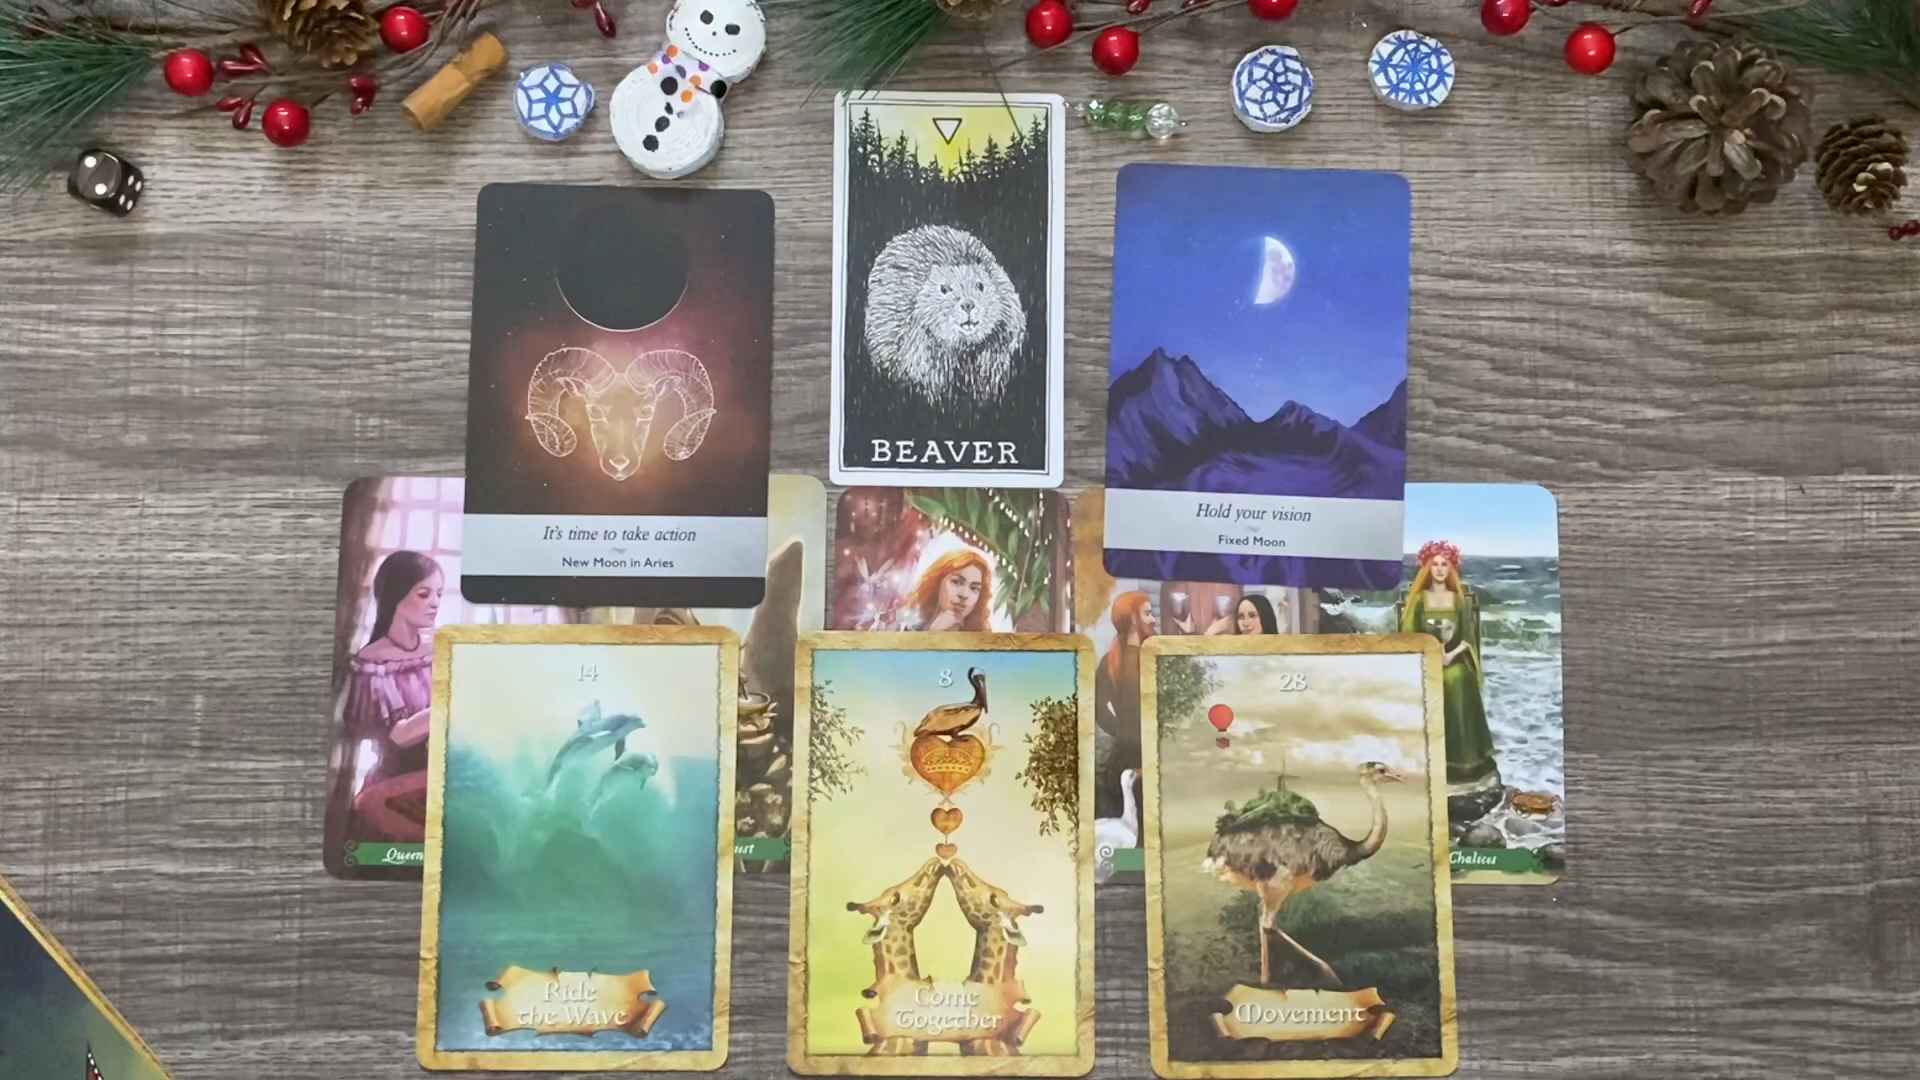 BEAVER
It's time to take action
New Moon in Aries
Hold your vision
Fixed Moon
Queen
Chalices
14
Ride
the Wave
8
Come
Together
28
Movement